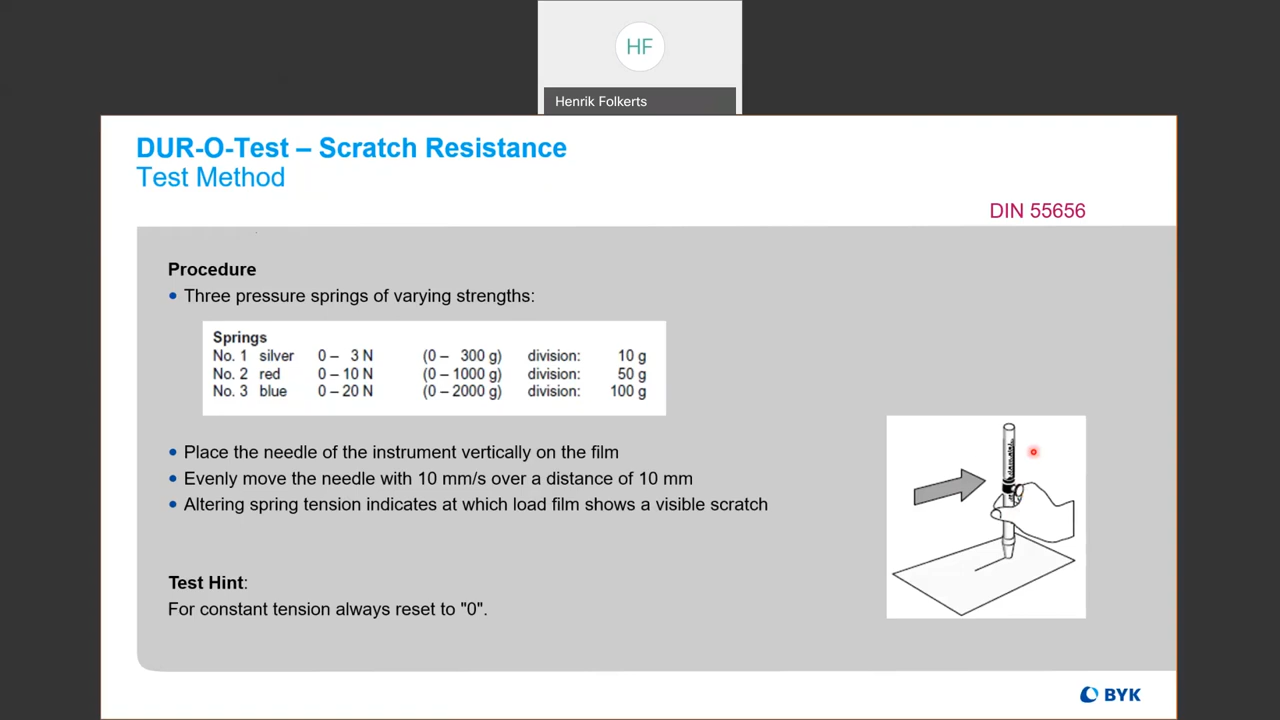 HF
Henrik Folkerts
DUR-O-Test – Scratch Resistance
Test Method
DIN 55656
Procedure
• Three pressure springs of varying strengths:
Springs
No. 1 silver 0 – 3 N (0 – 300 g) division: 10 g
No. 2 red 0 – 10 N (0 – 1000 g) division: 50 g
No. 3 blue 0 – 20 N (0 – 2000 g) division: 100 g
• Place the needle of the instrument vertically on the film
• Evenly move the needle with 10 mm/s over a distance of 10 mm
• Altering spring tension indicates at which load film shows a visible scratch
Test Hint:
For constant tension always reset to "0".
BYK